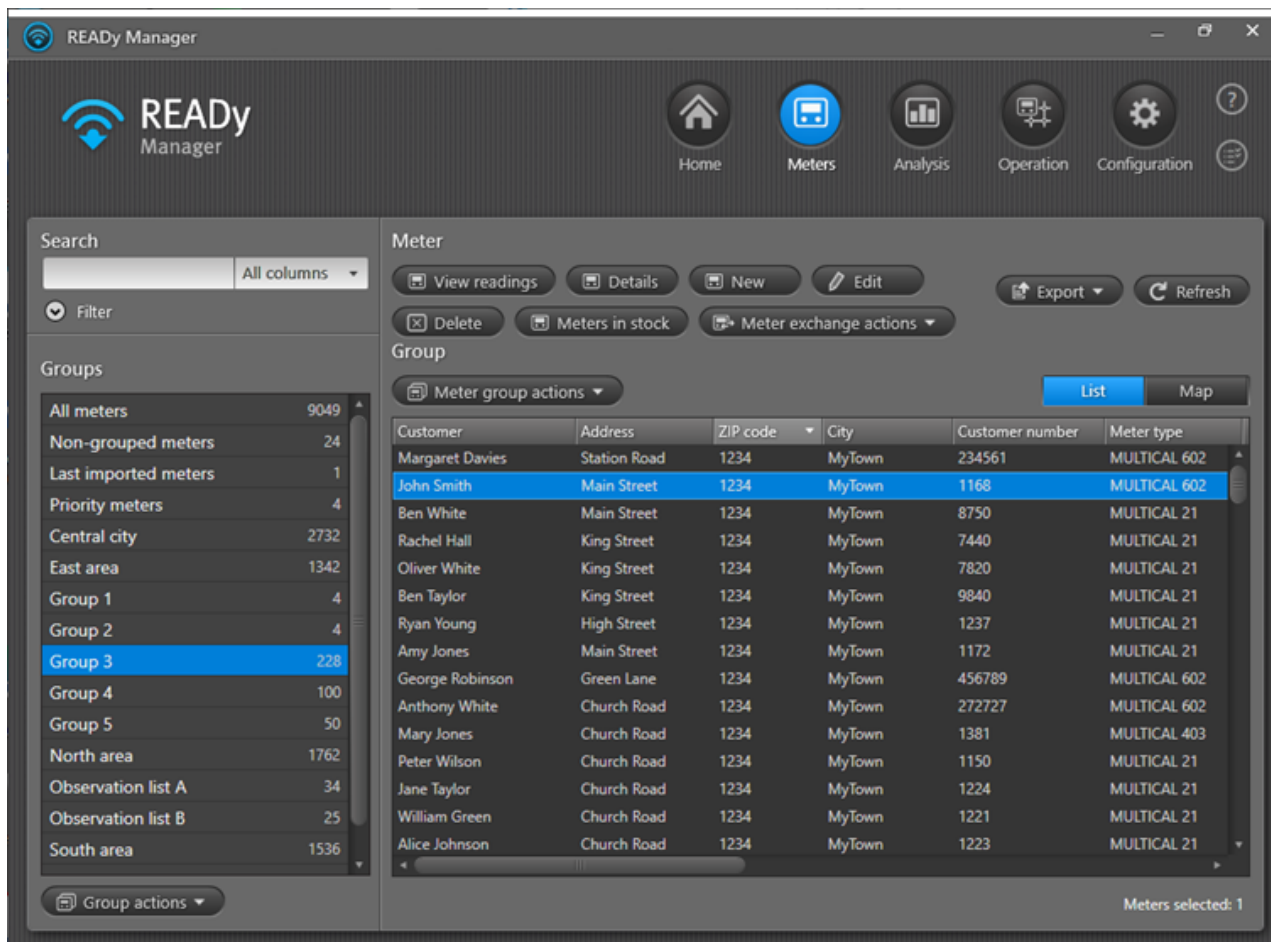 READy Manager
READy
Manager
Home Meters Analysis Operation Configuration
Search
All columns
Filter
Groups
All meters 9049
Non-grouped meters 24
Last imported meters 1
Priority meters 4
Central city 2732
East area 1342
Group 1 4
Group 2 4
Group 3 228
Group 4 100
Group 5 50
North area 1762
Observation list A 34
Observation list B 25
South area 1536
Group actions
Meter
View readings Details New Edit Export Refresh
Delete Meters in stock Meter exchange actions
Group
Meter group actions List Map
Customer Address ZIP code City Customer number Meter type
Margaret Davies Station Road 1234 MyTown 234561 MULTICAL 602
John Smith Main Street 1234 MyTown 1168 MULTICAL 602
Ben White Main Street 1234 MyTown 8750 MULTICAL 21
Rachel Hall King Street 1234 MyTown 7440 MULTICAL 21
Oliver White King Street 1234 MyTown 7820 MULTICAL 21
Ben Taylor King Street 1234 MyTown 9840 MULTICAL 21
Ryan Young High Street 1234 MyTown 1237 MULTICAL 21
Amy Jones Main Street 1234 MyTown 1172 MULTICAL 21
George Robinson Green Lane 1234 MyTown 456789 MULTICAL 602
Anthony White Church Road 1234 MyTown 272727 MULTICAL 602
Mary Jones Church Road 1234 MyTown 1381 MULTICAL 403
Peter Wilson Church Road 1234 MyTown 1150 MULTICAL 21
Jane Taylor Church Road 1234 MyTown 1224 MULTICAL 21
William Green Church Road 1234 MyTown 1221 MULTICAL 21
Alice Johnson Church Road 1234 MyTown 1223 MULTICAL 21
Meters selected: 1